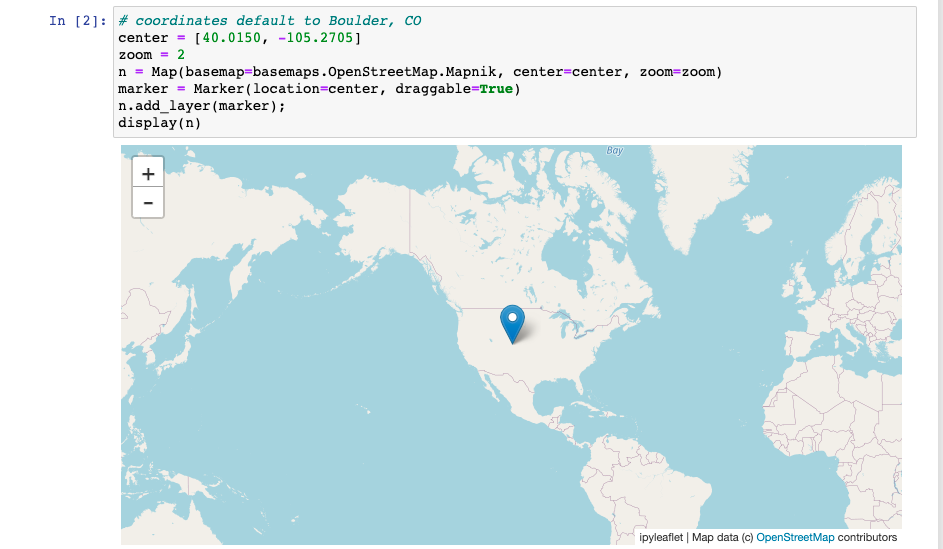 In [2]:
# coordinates default to Boulder, CO
center = [40.0150, -105.2705]
zoom = 2
n = Map(basemap=basemaps.OpenStreetMap.Mapnik, center=center, zoom=zoom)
marker = Marker(location=center, draggable=True)
n.add_layer(marker);
display(n)
Bay
+
-
ipyleaflet | Map data (c) OpenStreetMap contributors